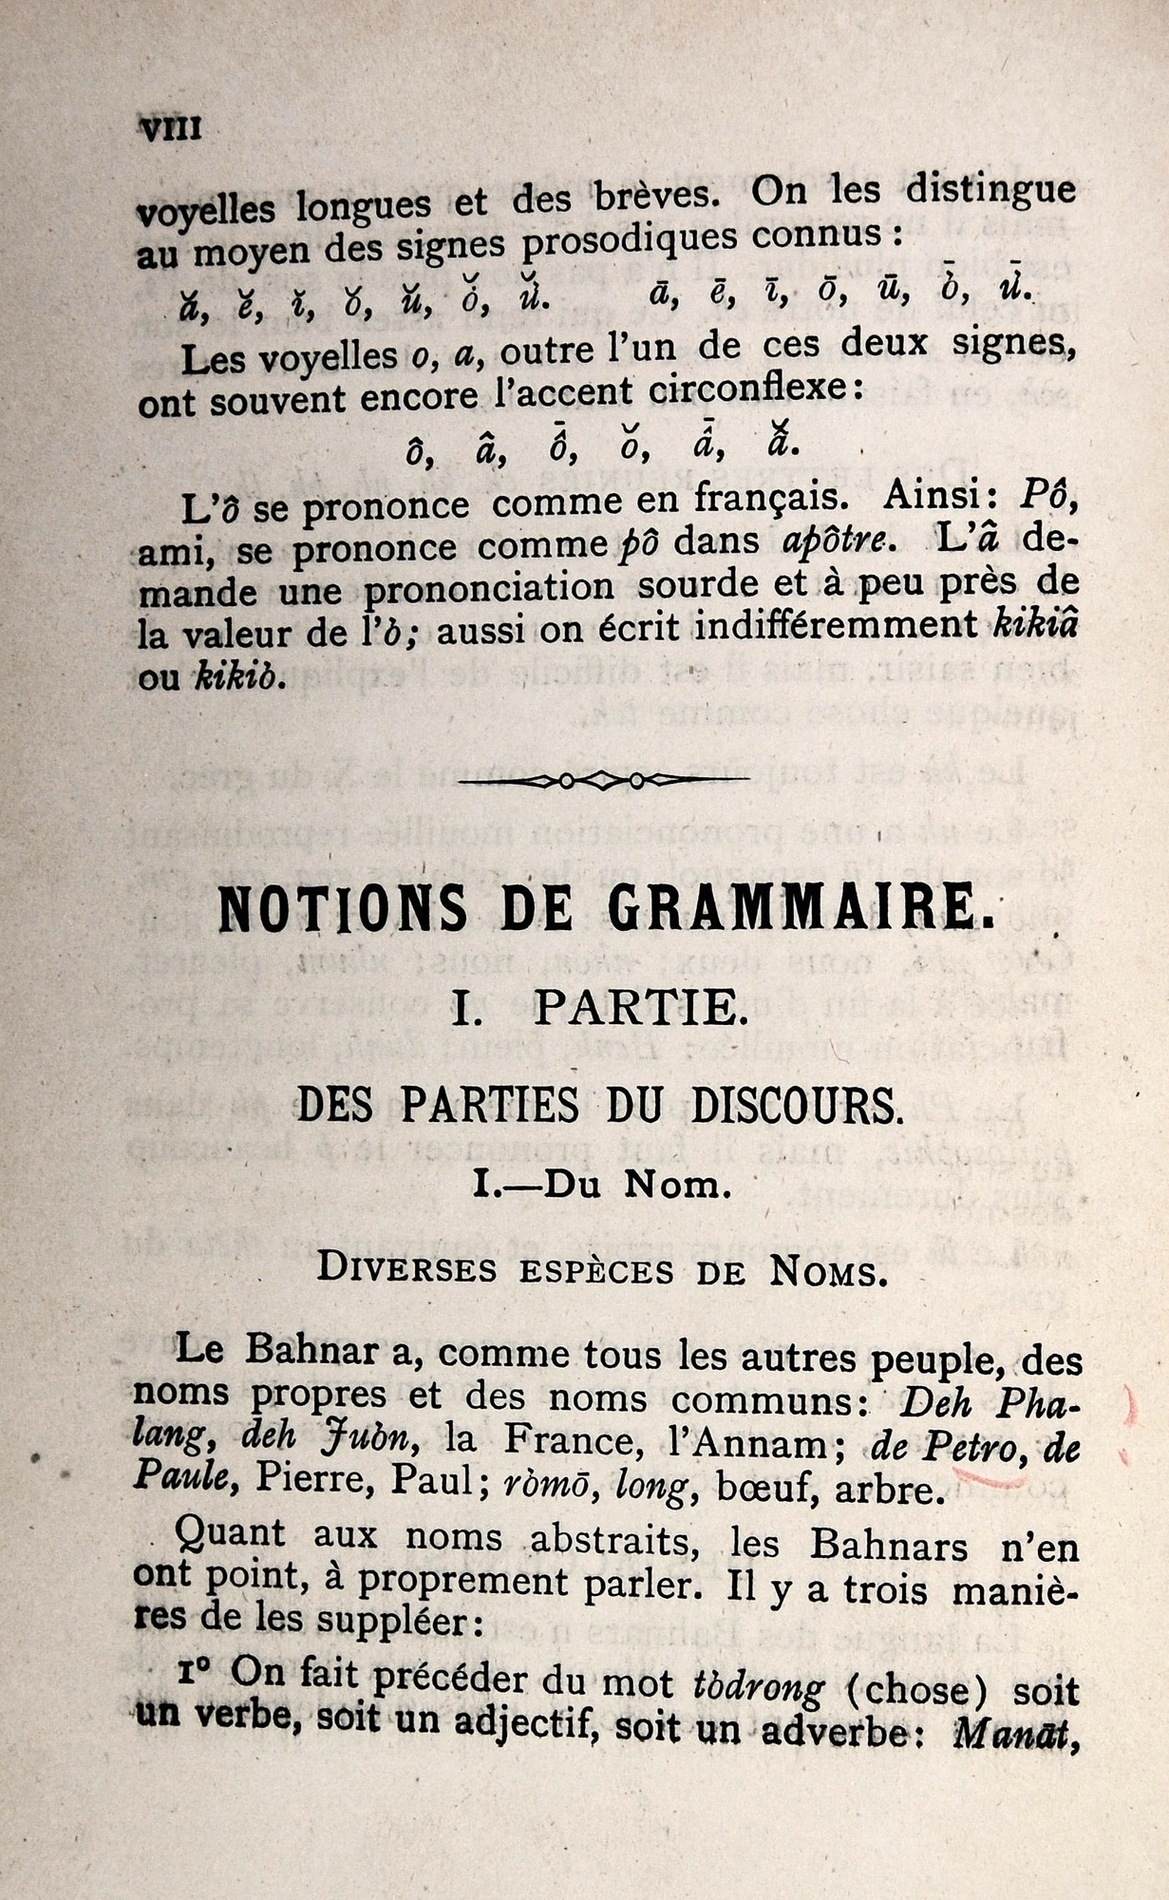 VIII
voyelles longues et des brèves. On les distingue
au moyen des signes prosodiques connus :
ă, ĕ, ĭ, ŏ, ŭ, ò̆, ù̆. ā, ē, ī, ō, ū, ò̄, ù̄.
Les voyelles o, a, outre l'un de ces deux signes,
ont souvent encore l'accent circonflexe :
ô, â, ô̄, ŏ, â̄, â̆.
L'ô se prononce comme en français. Ainsi : Pô,
ami, se prononce comme pô dans apôtre. L'â de-
mande une prononciation sourde et à peu près de
la valeur de l'ò; aussi on écrit indifféremment kikiâ
ou kikiò.
NOTIONS DE GRAMMAIRE.
I. PARTIE.
DES PARTIES DU DISCOURS.
I.—Du Nom.
DIVERSES ESPÈCES DE NOMS.
Le Bahnar a, comme tous les autres peuple, des
noms propres et des noms communs : Deh Pha-
lang, deh Juòn, la France, l'Annam ; de Petro, de
Paule, Pierre, Paul ; ròmō, long, bœuf, arbre.
Quant aux noms abstraits, les Bahnars n'en
ont point, à proprement parler. Il y a trois maniè-
res de les suppléer :
1º On fait précéder du mot tòdrong (chose) soit
un verbe, soit un adjectif, soit un adverbe : Manāt,